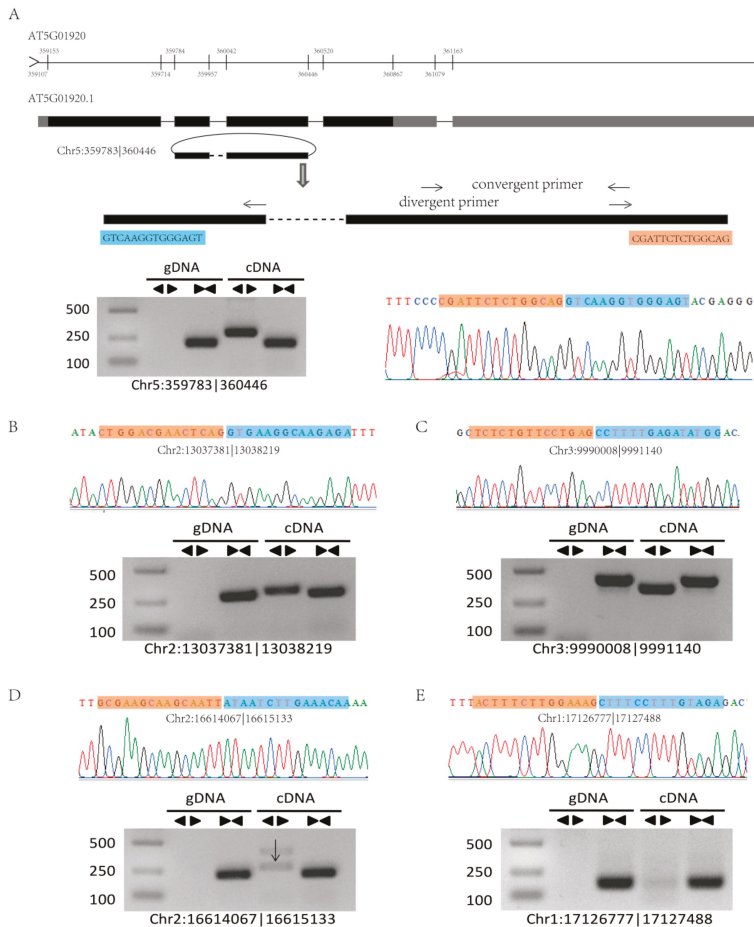 A
AT5G01920
359153 359784 360042 360520 361163
359107 359714 359937 360446 360867 361079
AT5G01920.1
Chr5:359783|360446
convergent primer
divergent primer
GTCAAGGTGGGAGT
CGATTCTCTGGCAG
gDNA cDNA
500
250
100
Chr5:359783|360446
TTTCCCCGATTCTCTGGCAGGTCAAGGTGGGAGTACGAGGG
B
ATACTGGACGAACTCAGGTGAAGGCAAGAGATTT
Chr2:13037381|13038219
gDNA cDNA
500
250
100
Chr2:13037381|13038219
C
GCTCTCTGTTCCTGAGCCTTTTGAGATATGGAC.
Chr3:9990008|9991140
gDNA cDNA
500
250
100
Chr3:9990008|9991140
D
TTGCGAAGCAAGCAATTATAATCTTGAAACAAAA
Chr2:16614067|16615133
gDNA cDNA
500
250
100
Chr2:16614067|16615133
E
TTTACTTTCTTGGAAAGCTTTCCTTTGTAGAGAC
Chr1:17126777|17127488
gDNA cDNA
500
250
100
Chr1:17126777|17127488